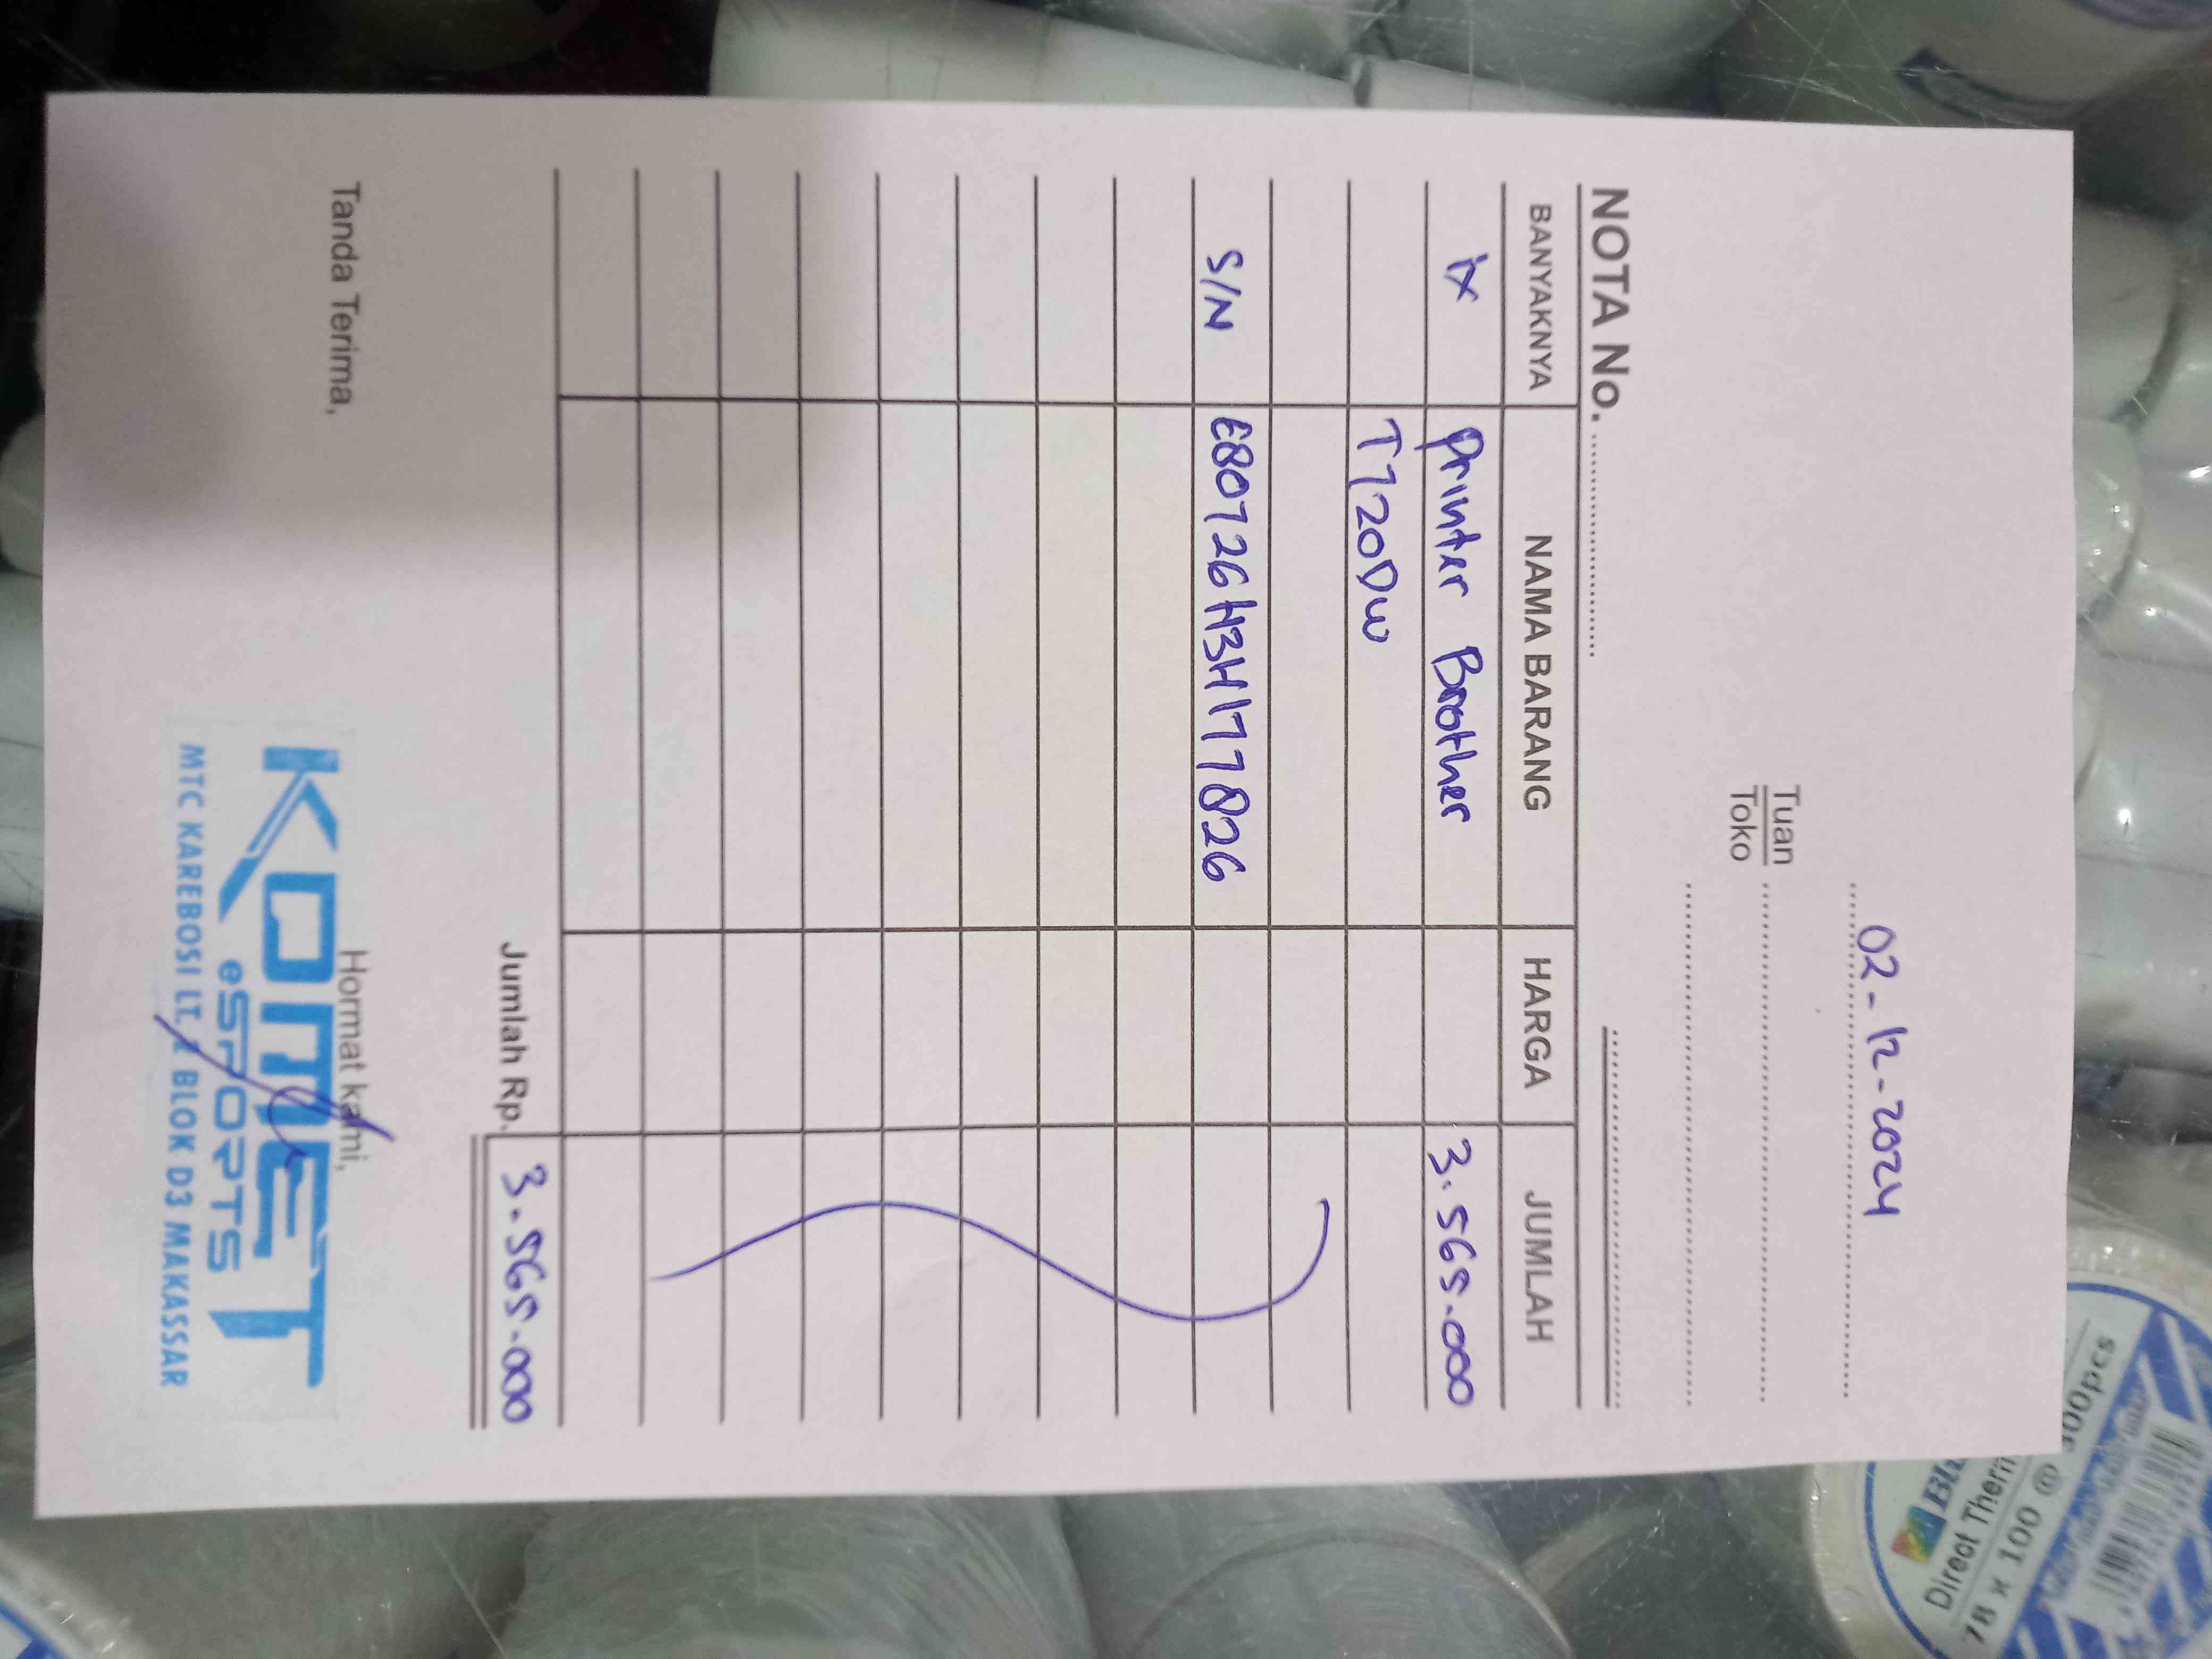 02-12-2024
Tuan
Toko
NOTA No.
BANYAKNYA NAMA BARANG HARGA JUMLAH
1x Printer Brother 3.565.000
T720DW
S/N E80726H3H177826
Jumlah Rp. 3.565.000
Tanda Terima, Hormat kami,
KOMET
eSPORTS
MTC KAREBOSI LT. 2 BLOK D3 MAKASSAR
Direct Therm
78 x 100 @ 500pcs